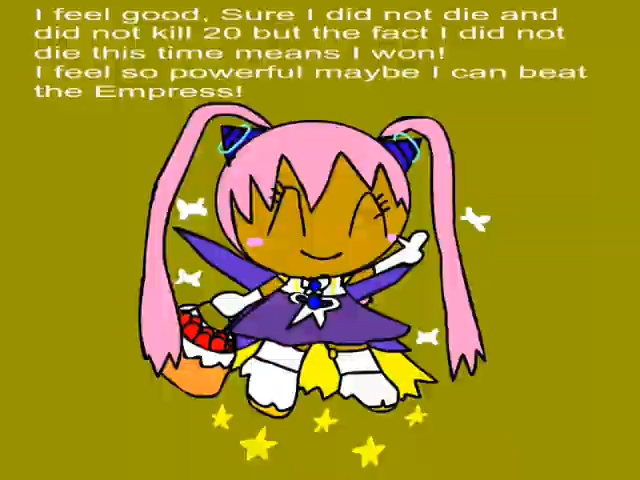 I feel good, Sure I did not die and
did not kill 20 but the fact I did not
die this time means I won!
I feel so powerful maybe I can beat
the Empress!